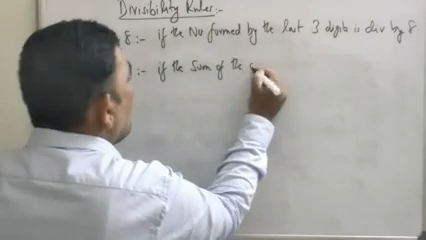 Divisibility Rules:-
8:- if the No formed by the last 3 digits is div by 8
:- if the sum of the